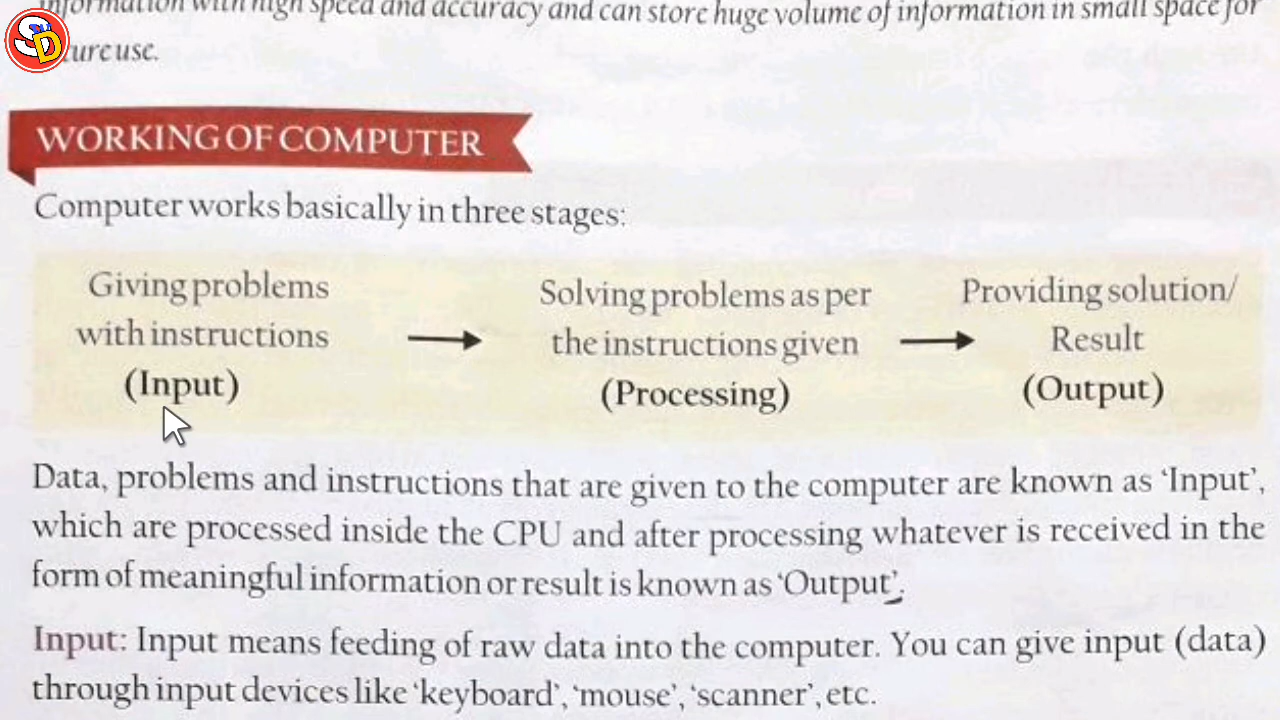 information with high speed and accuracy and can store huge volume of information in small space for
ure use.
SD
WORKING OF COMPUTER
Computer works basically in three stages:
Giving problems
with instructions
(Input)
Solving problems as per
the instructions given
(Processing)
Providing solution/
Result
(Output)
Data, problems and instructions that are given to the computer are known as ‘Input’,
which are processed inside the CPU and after processing whatever is received in the
form of meaningful information or result is known as ‘Output’.
Input: Input means feeding of raw data into the computer. You can give input (data)
through input devices like ‘keyboard’, ‘mouse’, ‘scanner’, etc.